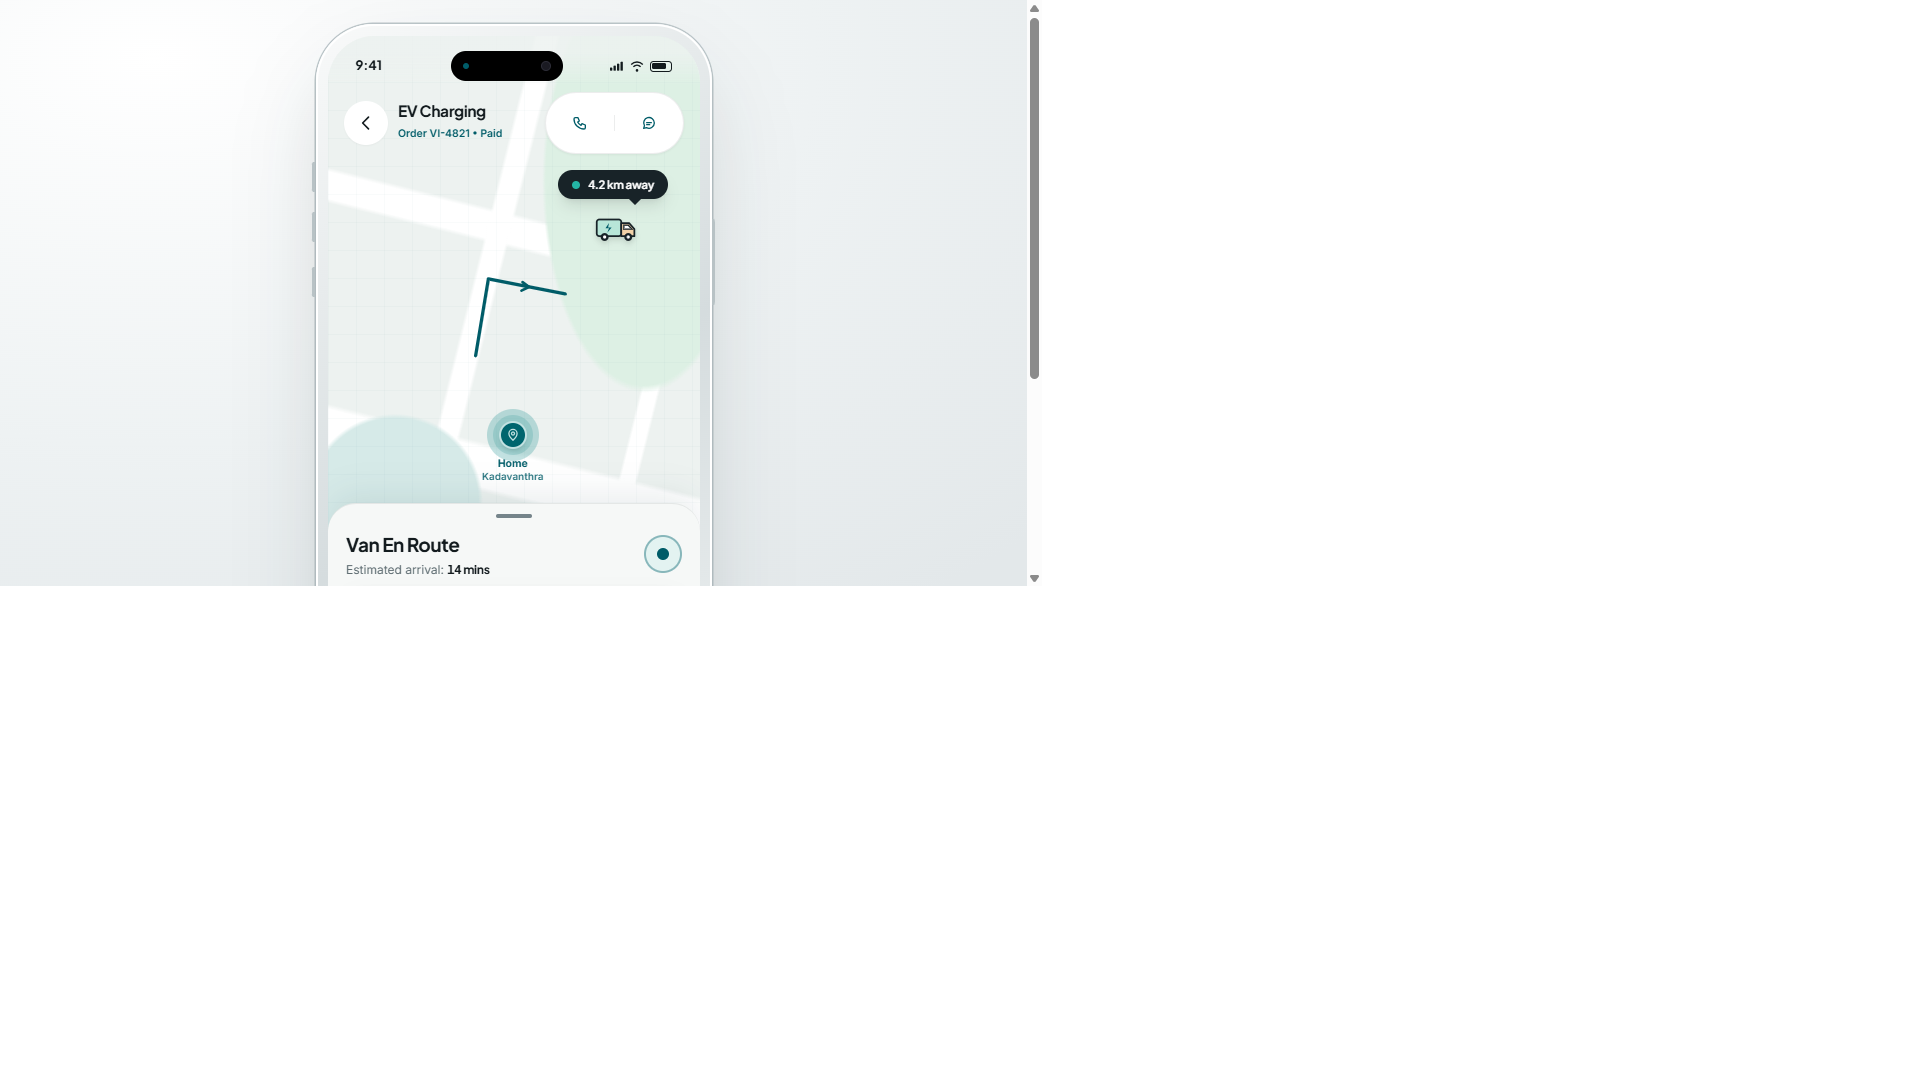 9:41
EV Charging
Order VI-4821 • Paid
4.2 km away
Home
Kadavanthra
Van En Route
Estimated arrival: 14 mins